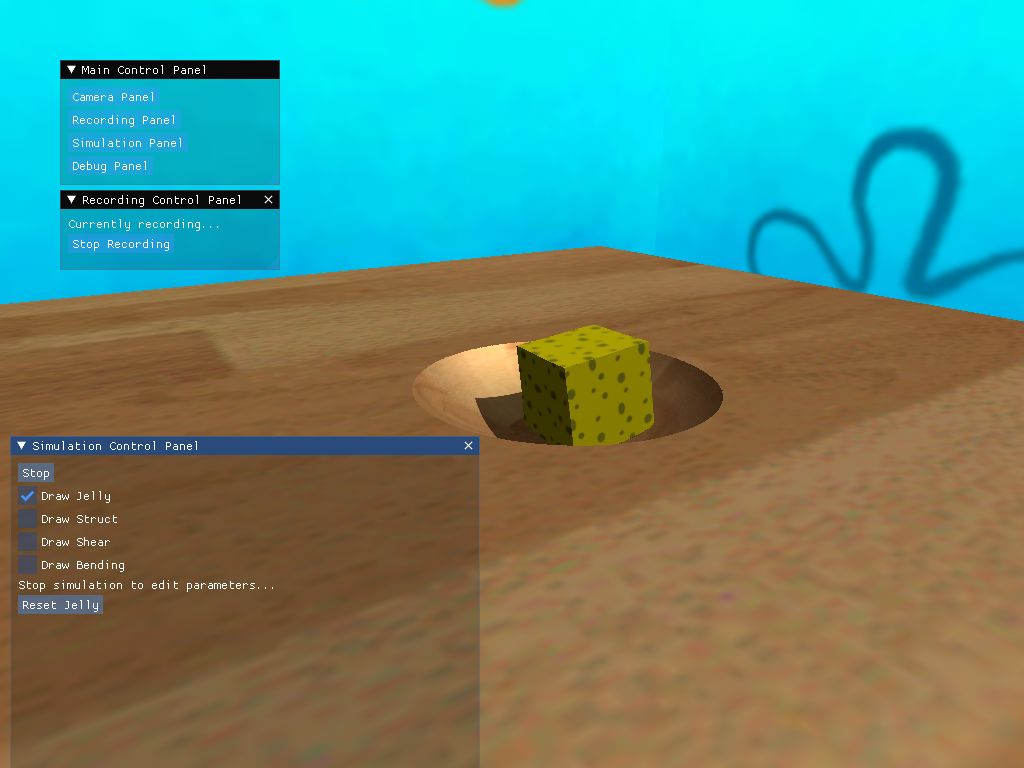 Main Control Panel
Camera Panel
Recording Panel
Simulation Panel
Debug Panel
Recording Control Panel
Currently recording...
Stop Recording
Simulation Control Panel
Stop
Draw Jelly
Draw Struct
Draw Shear
Draw Bending
Stop simulation to edit parameters...
Reset Jelly